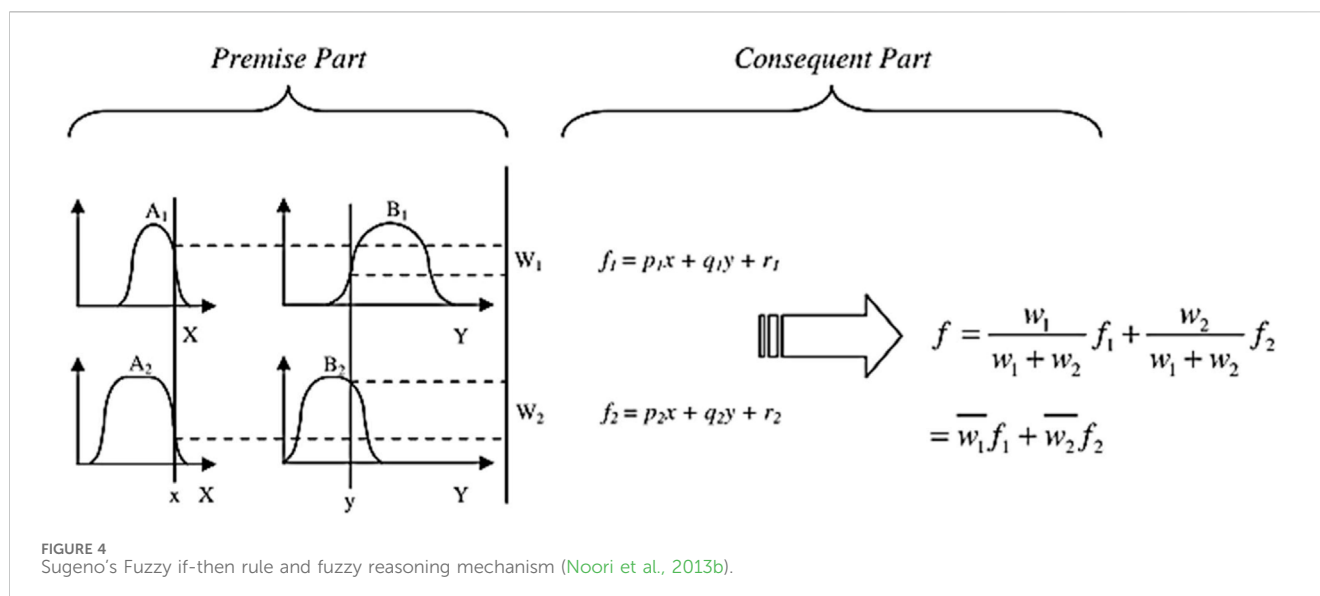 Premise Part
Consequent Part
A₁
B₁
W₁
f₁ = p₁x + q₁y + r₁
X
Y
f = w₁/(w₁ + w₂) f₁ + w₂/(w₁ + w₂) f₂
A₂
B₂
W₂
f₂ = p₂x + q₂y + r₂
= w̅₁f₁ + w̅₂f₂
x X
y
Y
FIGURE 4
Sugeno's Fuzzy if-then rule and fuzzy reasoning mechanism (Noori et al., 2013b).